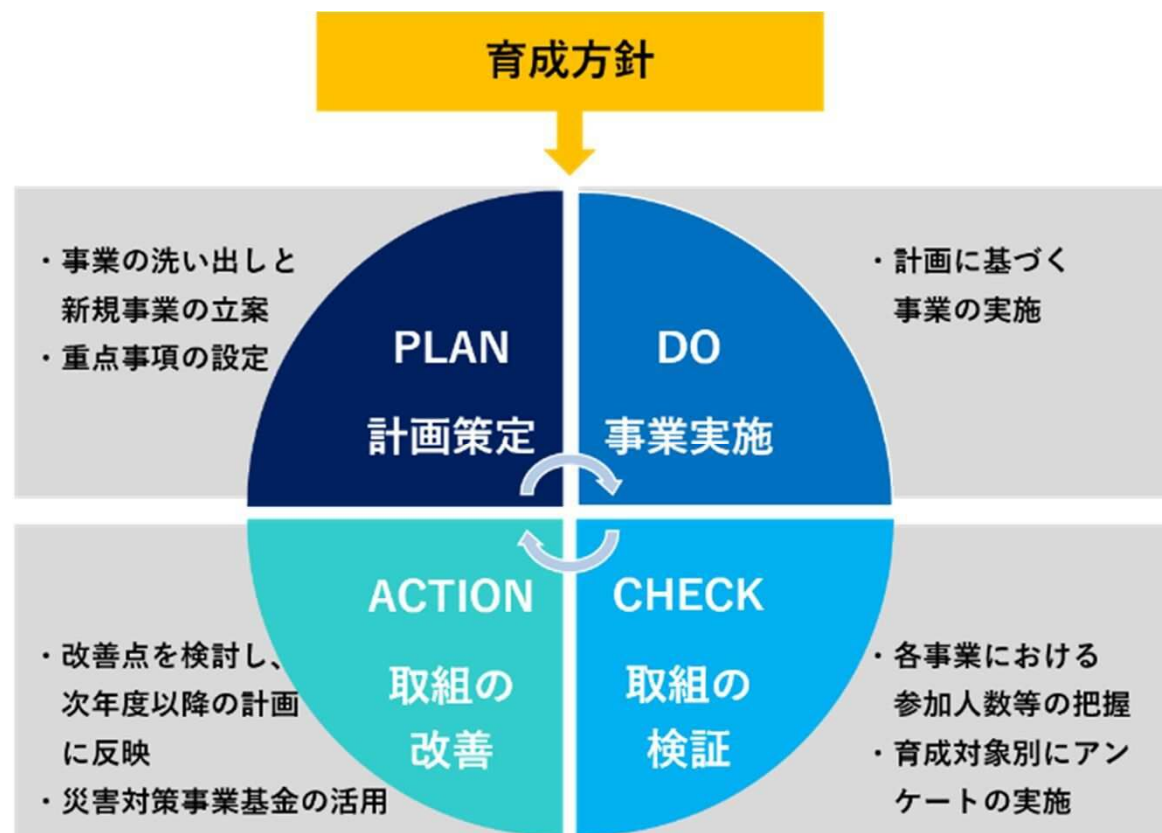 育成方針
・事業の洗い出しと
新規事業の立案
・重点事項の設定
PLAN
計画策定
DO
事業実施
・計画に基づく
事業の実施
・改善点を検討し、
次年度以降の計画
に反映
・災害対策事業基金の活用
ACTION
取組の
改善
CHECK
取組の
検証
・各事業における
参加人数等の把握
・育成対象別にアン
ケートの実施